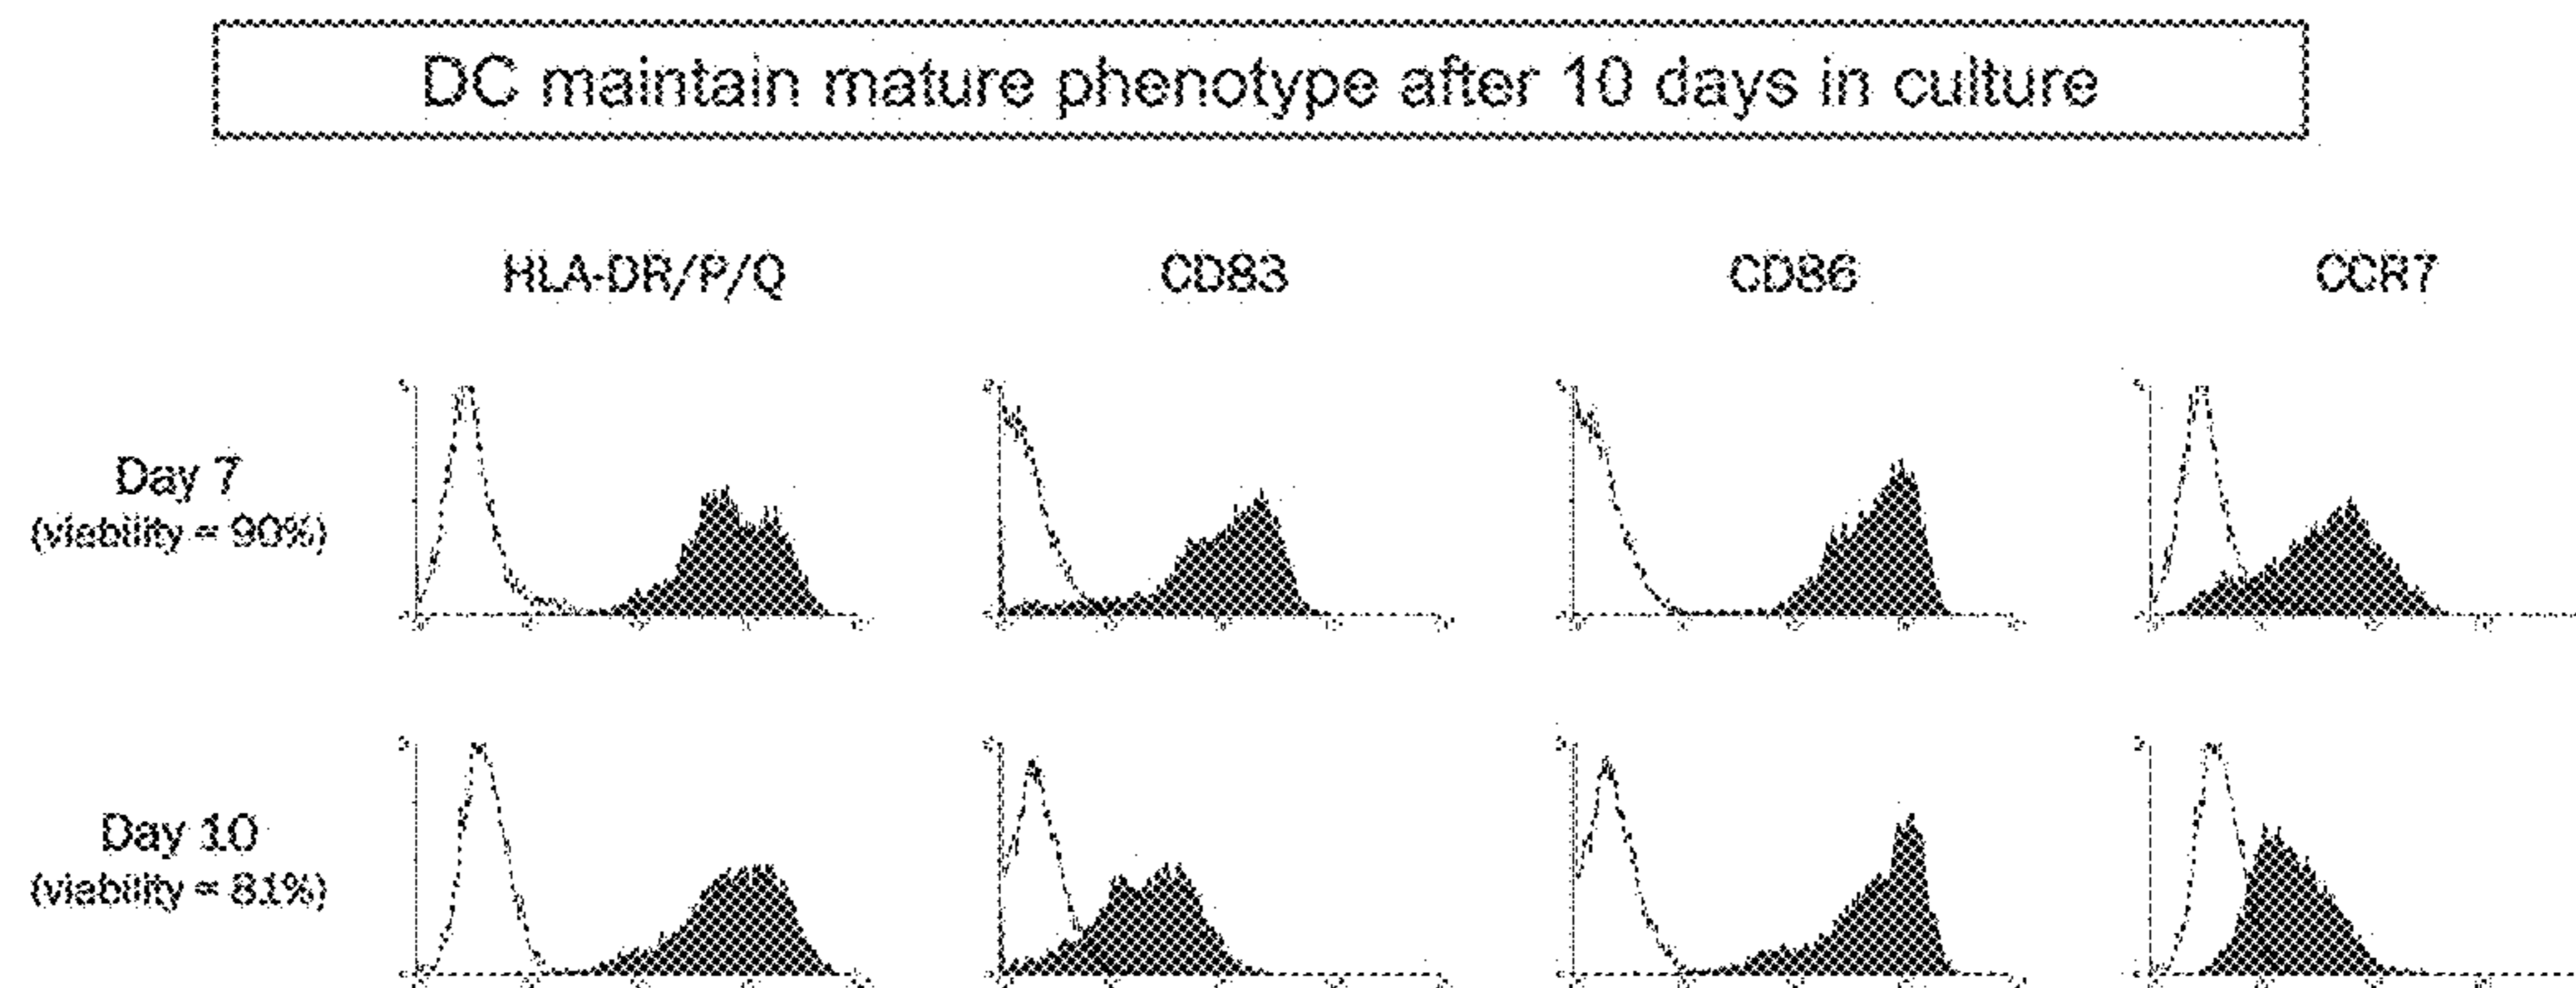 DC maintain mature phenotype after 10 days in culture
HLA-DR/P/Q CD83 CD86 CCR7
Day 7
(viability = 90%)
Day 10
(viability = 81%)